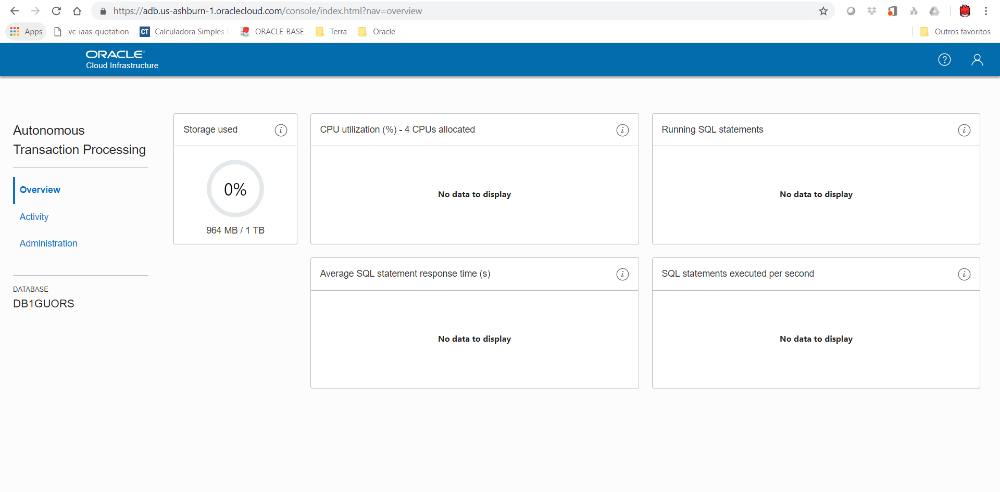 https://adb.us-ashburn-1.oraclecloud.com/console/index.html?nav=overview
Apps vc-iaas-quotation CT Calculadora Simples ORACLE-BASE Terra Oracle Outros favoritos
ORACLE
Cloud Infrastructure
?
Autonomous
Transaction Processing
Overview
Activity
Administration
DATABASE
DB1GUORS
Storage used i
0%
964 MB / 1 TB
CPU utilization (%) - 4 CPUs allocated i
No data to display
Running SQL statements i
No data to display
Average SQL statement response time (s) i
No data to display
SQL statements executed per second i
No data to display